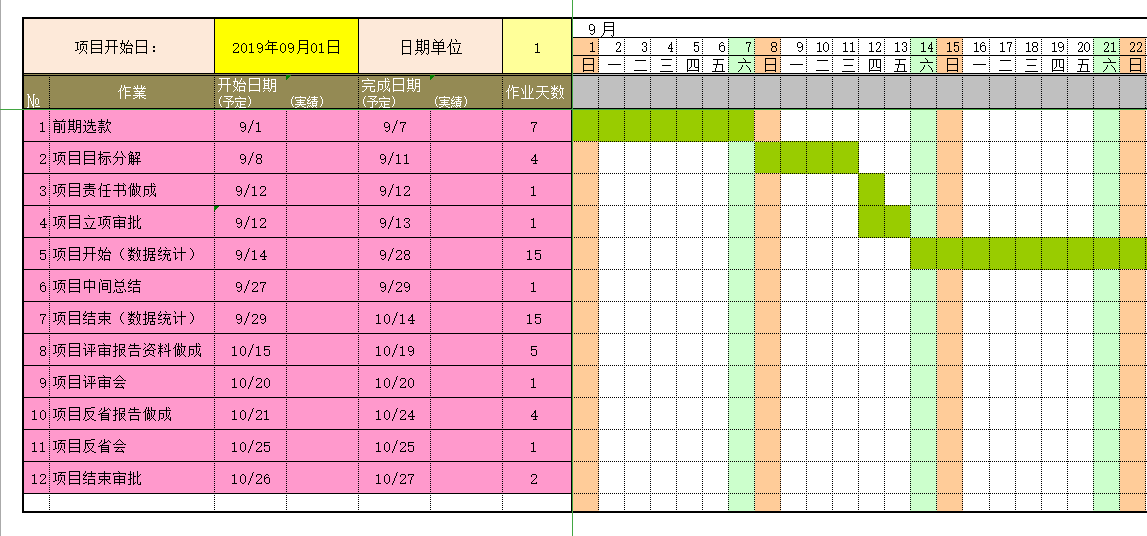 项目开始日： 2019年09月01日 日期单位 1
9 月
1 2 3 4 5 6 7 8 9 10 11 12 13 14 15 16 17 18 19 20 21 22
日 一 二 三 四 五 六 日 一 二 三 四 五 六 日 一 二 三 四 五 六 日
№ 作業 开始日期 完成日期 作业天数
(予定) (実績) (予定) (実績)
1 前期选款 9/1 9/7 7
2 项目目标分解 9/8 9/11 4
3 项目责任书做成 9/12 9/12 1
4 项目立项审批 9/12 9/13 1
5 项目开始（数据统计） 9/14 9/28 15
6 项目中间总结 9/27 9/29 1
7 项目结束（数据统计） 9/29 10/14 15
8 项目评审报告资料做成 10/15 10/19 5
9 项目评审会 10/20 10/20 1
10 项目反省报告做成 10/21 10/24 4
11 项目反省会 10/25 10/25 1
12 项目结束审批 10/26 10/27 2